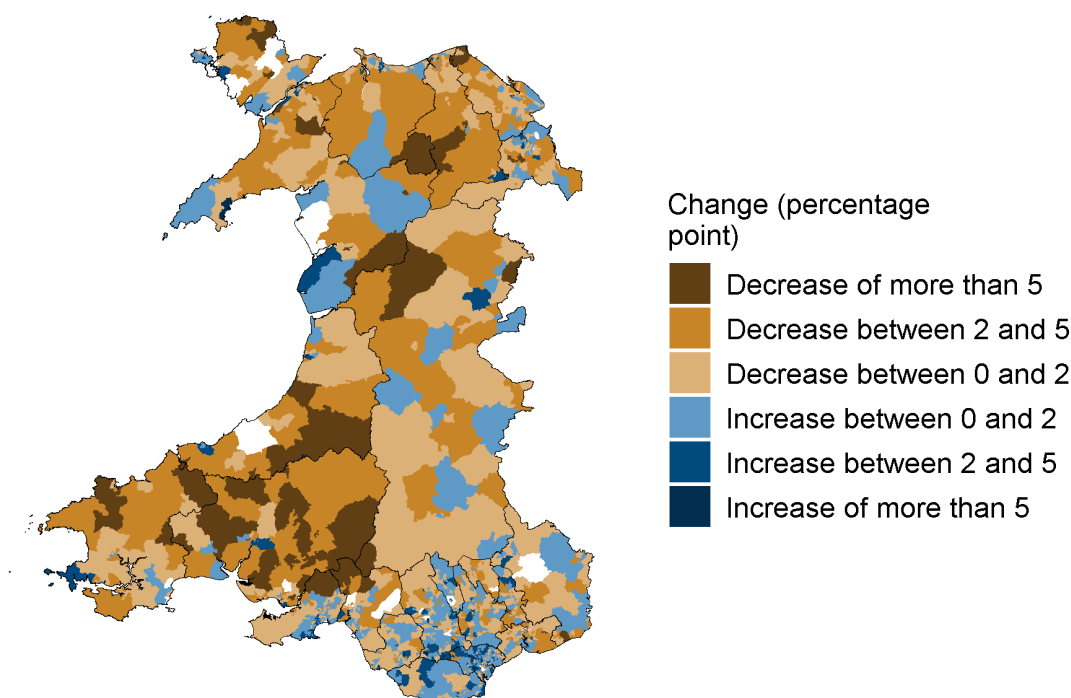 Change (percentage
point)
Decrease of more than 5
Decrease between 2 and 5
Decrease between 0 and 2
Increase between 0 and 2
Increase between 2 and 5
Increase of more than 5